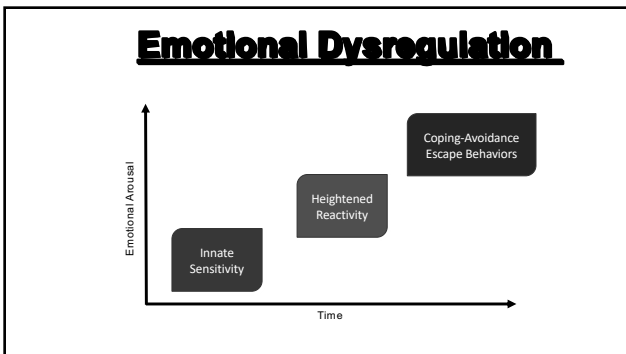 Emotional Dysregulation
Coping-Avoidance
Escape Behaviors
Heightened
Reactivity
Innate
Sensitivity
Emotional Arousal
Time